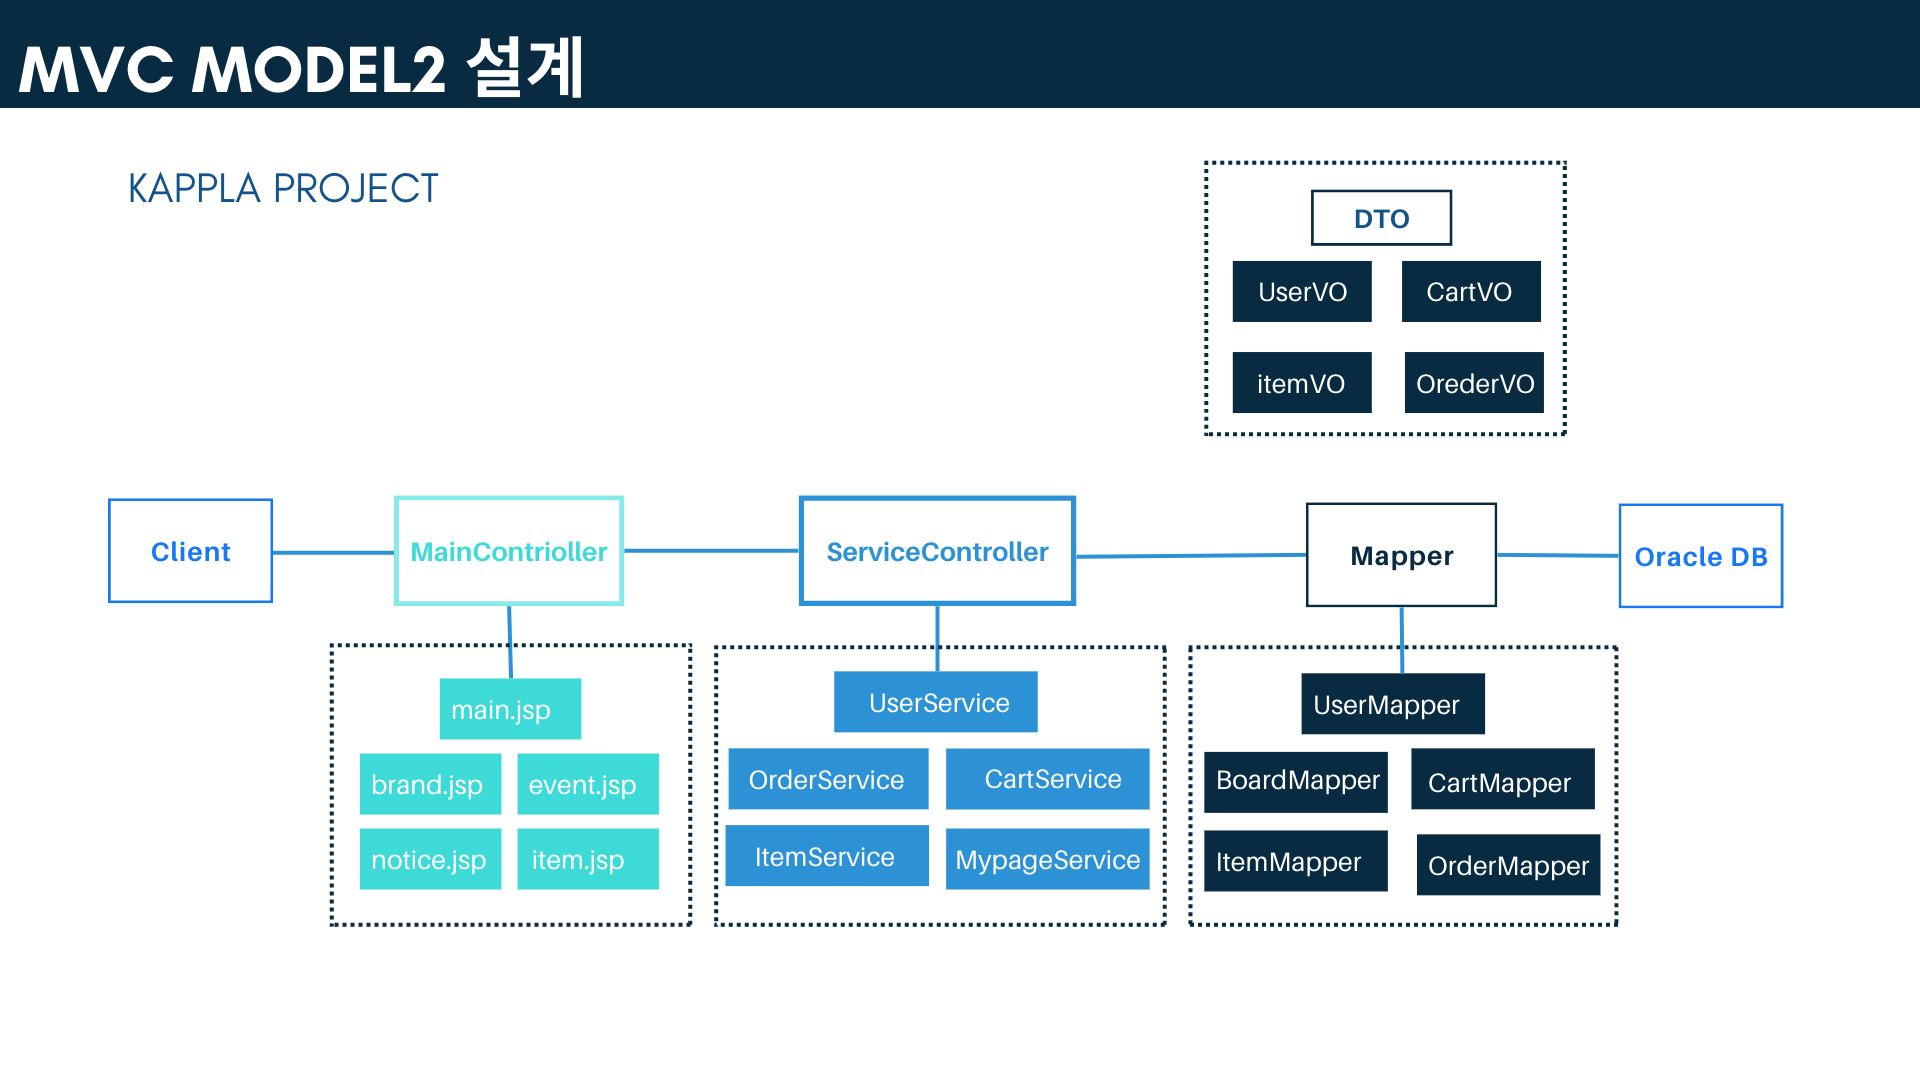 MVC MODEL2 설계
KAPPLA PROJECT
DTO
UserVO
CartVO
itemVO
OrederVO
Client
MainContrioller
ServiceController
Mapper
Oracle DB
main.jsp
brand.jsp
event.jsp
notice.jsp
item.jsp
UserService
OrderService
CartService
ItemService
MypageService
UserMapper
BoardMapper
CartMapper
ItemMapper
OrderMapper